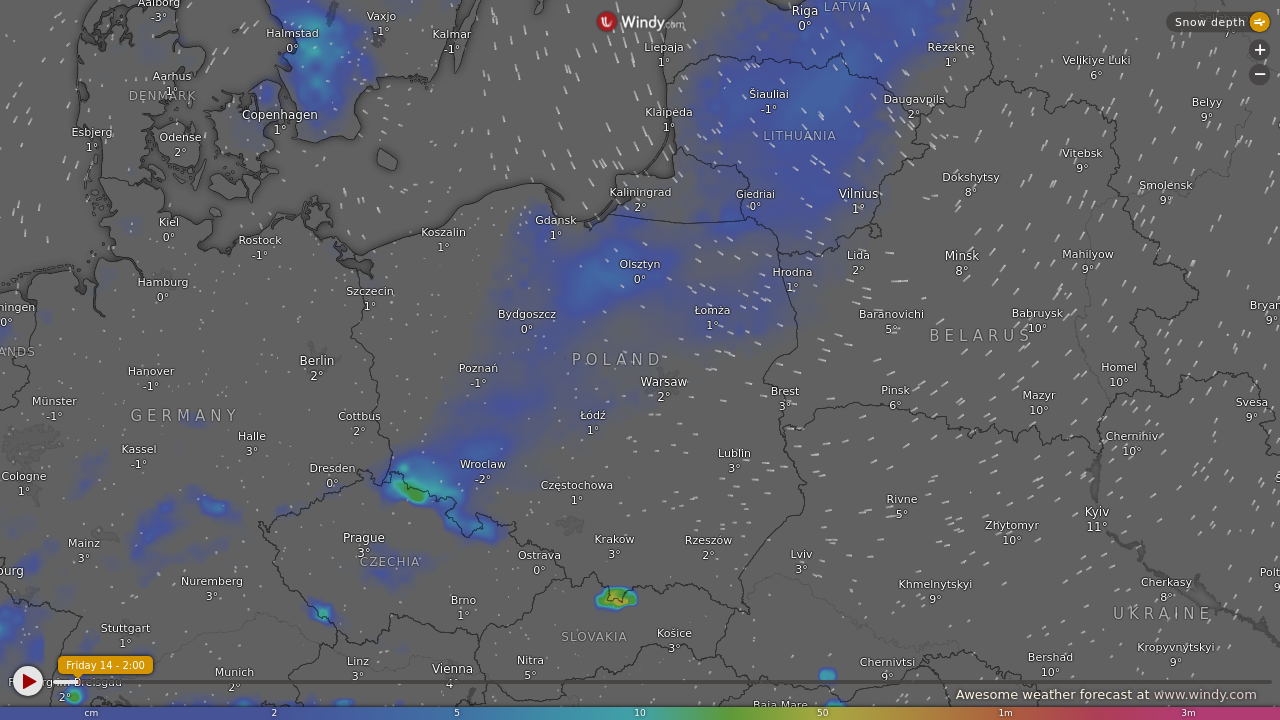 Aalborg
-3°
Halmstad
0°
Vaxjo
-1°
Kalmar
-1°
Windy.com
Liepaja
1°
Riga
0°
LATVIA
Rēzekne
1°
Velikiye Luki
6°
Snow depth
7°
+
−
Aarhus
1°
DENMARK
Copenhagen
1°
Esbjerg
1°
Odense
2°
Klaipėda
1°
Šiauliai
-1°
LITHUANIA
Daugavpils
2°
Belyy
9°
Vitebsk
9°
Dokshytsy
8°
Smolensk
9°
Kiel
0°
Rostock
-1°
Koszalin
1°
Gdansk
1°
Kaliningrad
2°
Giedriai
-0°
Vilnius
1°
Hamburg
0°
Szczecin
1°
Olsztyn
0°
Hrodna
1°
Lida
2°
Minsk
8°
Mahilyow
9°
ningen
0°
Bydgoszcz
0°
Łomża
1°
Baranovichi
5°
Babruysk
10°
BELARUS
Bryan
9°
ANDS
Hanover
-1°
Berlin
2°
Poznań
-1°
POLAND
Warsaw
2°
Brest
3°
Pinsk
6°
Mazyr
10°
Homel
10°
Svesa
9°
Münster
-1°
GERMANY
Cottbus
2°
Łódź
1°
Kassel
-1°
Halle
3°
Chernihiv
10°
Cologne
1°
Dresden
0°
Wroclaw
-2°
Lublin
3°
Częstochowa
1°
Rivne
5°
Zhytomyr
10°
Kyiv
11°
Mainz
3°
Prague
3°
CZECHIA
Ostrava
0°
Krakow
3°
Rzeszow
2°
Lviv
3°
ourg
Nuremberg
3°
Brno
1°
Khmelnytskyi
9°
Cherkasy
8°
Polt
9
UKRAINE
Stuttgart
1°
SLOVAKIA
Košice
3°
Kropyvnytskyi
9°
Friday 14 - 2:00
2°
Munich
2°
Linz
3°
Vienna
4°
Nitra
5°
Chernivtsi
9°
Bershad
10°
Baia Mare
Awesome weather forecast at www.windy.com
cm 2 5 10 50 1m 3m